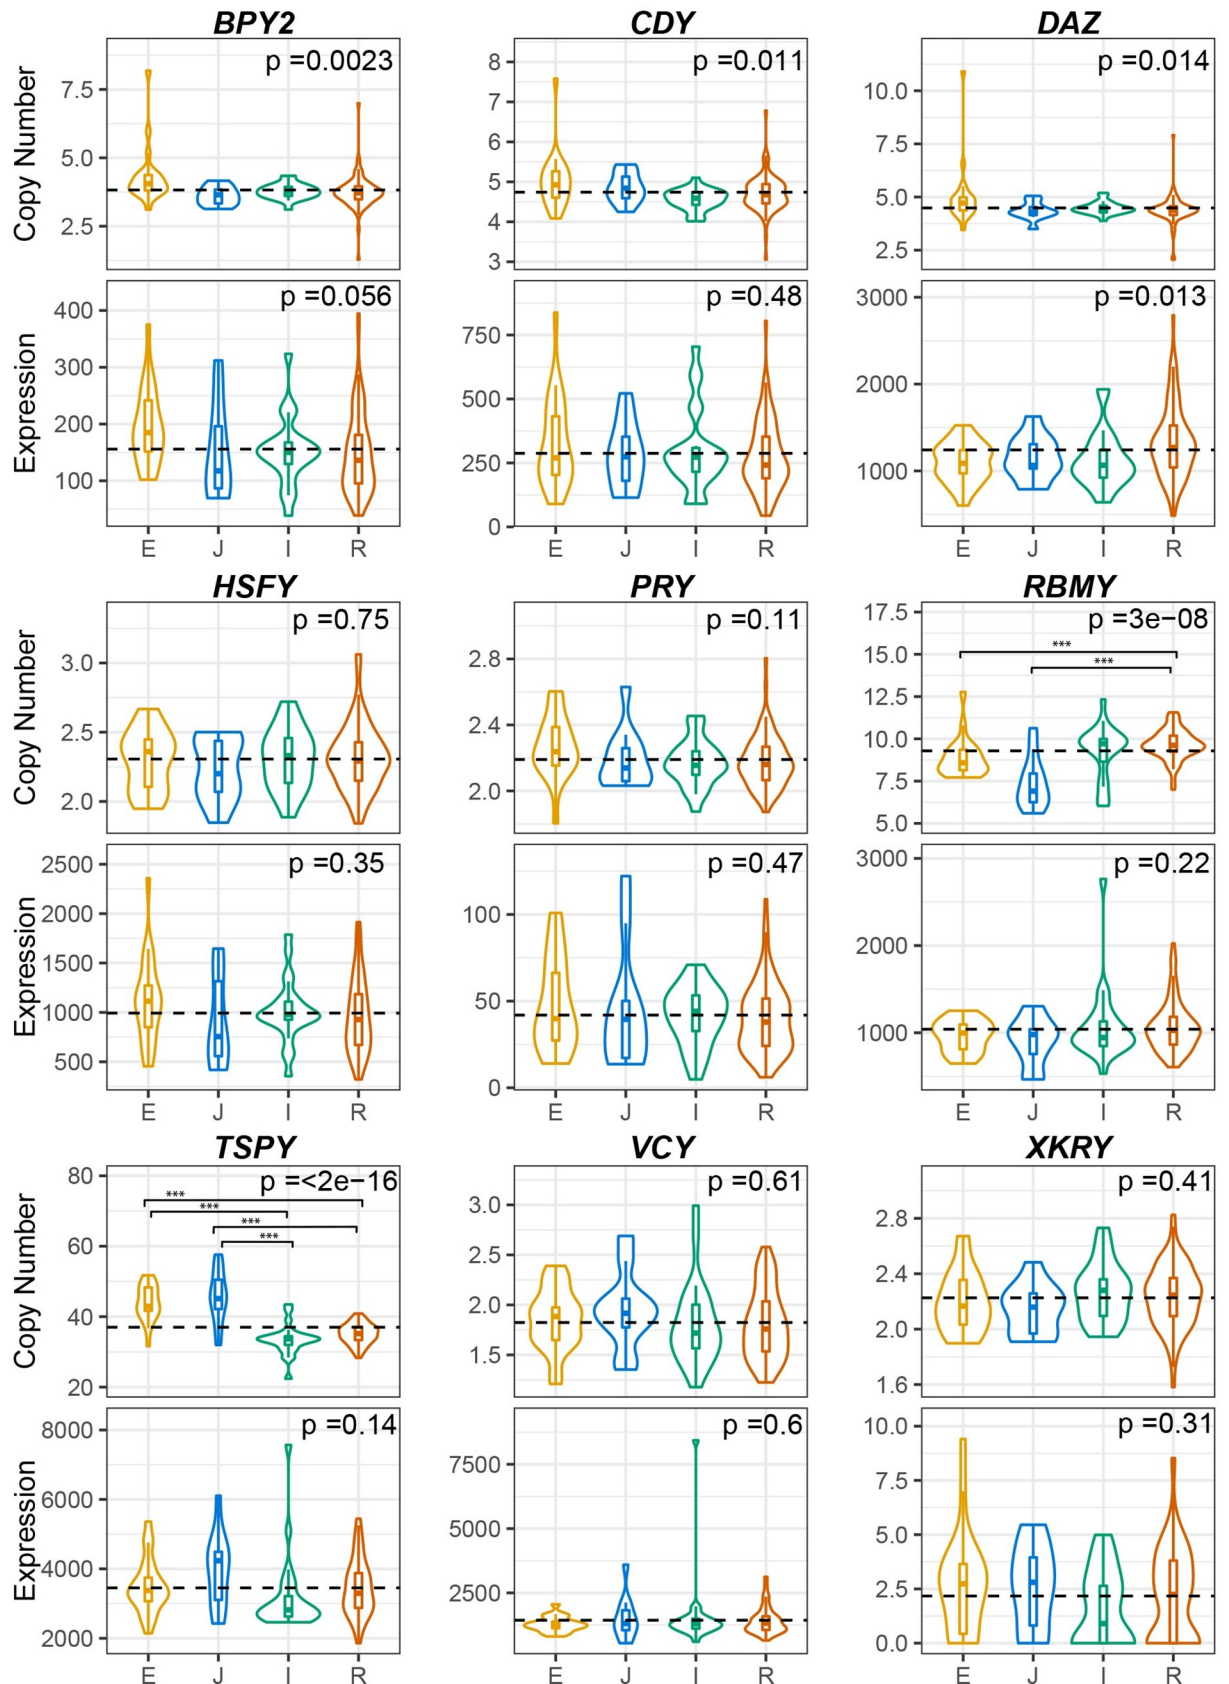 BPY2 CDY DAZ
Copy Number
p =0.0023
7.5
5.0
2.5
p =0.011
8
7
6
5
4
3
p =0.014
10.0
7.5
5.0
2.5
Expression
p =0.056
400
300
200
100
E J I R
p =0.48
750
500
250
0
E J I R
p =0.013
3000
2000
1000
E J I R
HSFY PRY RBMY
Copy Number
p =0.75
3.0
2.5
2.0
p =0.11
2.8
2.4
2.0
p =3e−08
17.5
15.0
12.5
10.0
7.5
5.0
***
***
Expression
p =0.35
2500
2000
1500
1000
500
E J I R
p =0.47
100
50
0
E J I R
p =0.22
3000
2000
1000
E J I R
TSPY VCY XKRY
Copy Number
p =<2e−16
80
60
40
20
***
***
***
***
p =0.61
3.0
2.5
2.0
1.5
p =0.41
2.8
2.4
2.0
1.6
Expression
p =0.14
8000
6000
4000
2000
E J I R
p =0.6
7500
5000
2500
E J I R
p =0.31
10.0
7.5
5.0
2.5
0.0
E J I R